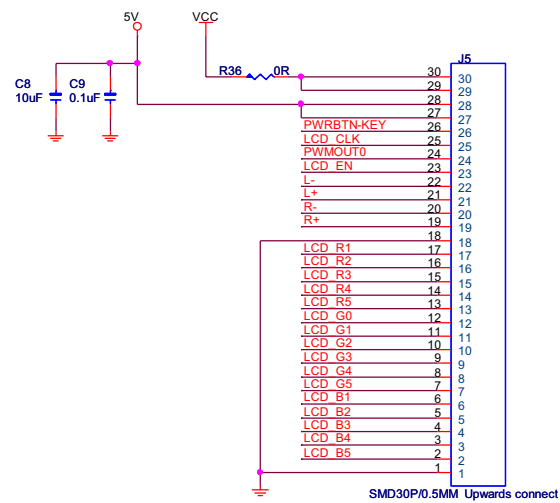 5V VCC
J5
R36 0R 30 30
C8 C9 29 29
10uF 0.1uF 28 28
27 27
PWRBTN-KEY 26 26
LCD_CLK 25 25
PWMOUT0 24 24
LCD_EN 23 23
L- 22 22
L+ 21 21
R- 20 20
R+ 19 19
18 18
LCD_R1 17 17
LCD_R2 16 16
LCD_R3 15 15
LCD_R4 14 14
LCD_R5 13 13
LCD_G0 12 12
LCD_G1 11 11
LCD_G2 10 10
LCD_G3 9 9
LCD_G4 8 8
LCD_G5 7 7
LCD_B1 6 6
LCD_B2 5 5
LCD_B3 4 4
LCD_B4 3 3
LCD_B5 2 2
1 1
SMD30P/0.5MM Upwards connect